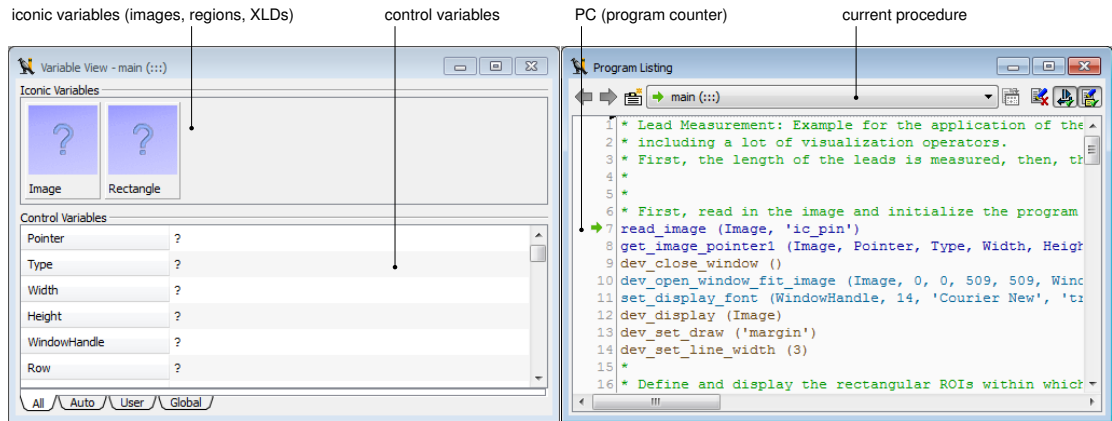 iconic variables (images, regions, XLDs)
control variables
PC (program counter)
current procedure
Variable View - main (:::)
Iconic Variables
?
?
Image
Rectangle
Control Variables
Pointer ?
Type ?
Width ?
Height ?
WindowHandle ?
Row ?
All Auto User Global
Program Listing
main (:::)
1 * Lead Measurement: Example for the application of the
2 * including a lot of visualization operators.
3 * First, the length of the leads is measured, then, th
4 *
5 *
6 * First, read in the image and initialize the program
7 read_image (Image, 'ic_pin')
8 get_image_pointer1 (Image, Pointer, Type, Width, Heigh
9 dev_close_window ()
10 dev_open_window_fit_image (Image, 0, 0, 509, 509, Wind
11 set_display_font (WindowHandle, 14, 'Courier New', 'tr
12 dev_display (Image)
13 dev_set_draw ('margin')
14 dev_set_line_width (3)
15 *
16 * Define and display the rectangular ROIs within which